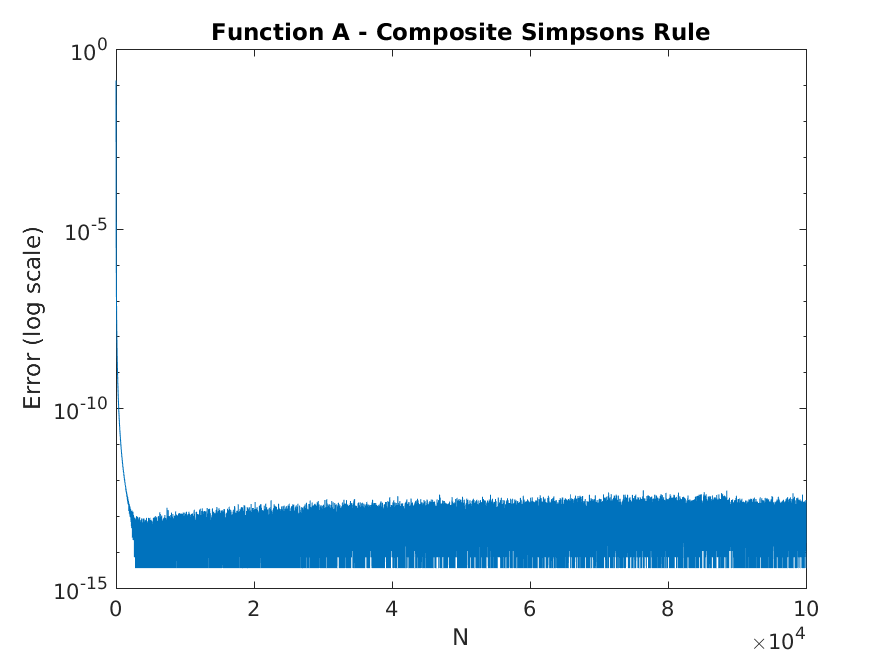 Function A - Composite Simpsons Rule
10^0
10^-5
10^-10
10^-15
Error (log scale)
0 2 4 6 8 10
×10^4
N